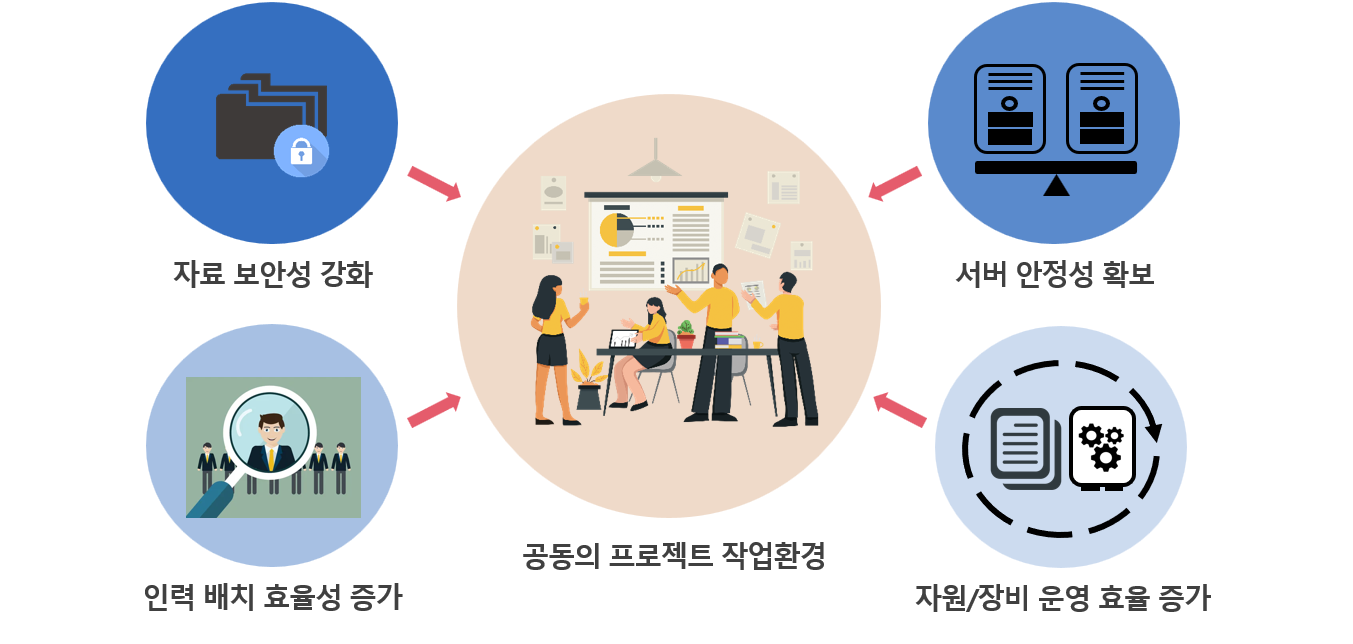 자료 보안성 강화
서버 안정성 확보
인력 배치 효율성 증가
공동의 프로젝트 작업환경
자원/장비 운영 효율 증가